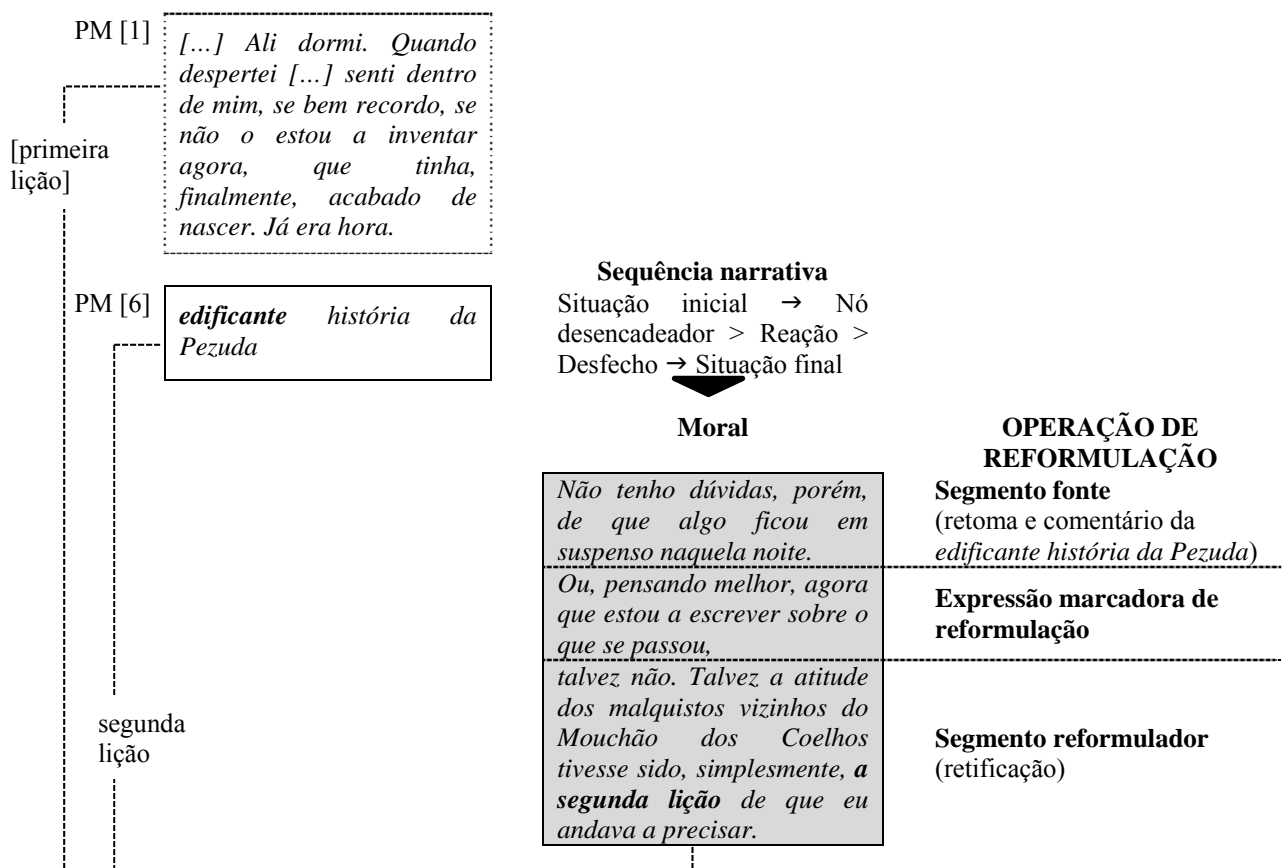 PM [1]
[…] Ali dormi. Quando
despertei […] senti dentro
de mim, se bem recordo, se
não o estou a inventar
agora, que tinha,
finalmente, acabado de
nascer. Já era hora.
[primeira
lição]
PM [6]
edificante história da
Pezuda
Sequência narrativa
Situação inicial → Nó
desencadeador > Reação >
Desfecho → Situação final
Moral
OPERAÇÃO DE
REFORMULAÇÃO
Não tenho dúvidas, porém,
de que algo ficou em
suspenso naquela noite.
Segmento fonte
(retoma e comentário da
edificante história da Pezuda)
Ou, pensando melhor, agora
que estou a escrever sobre o
que se passou,
Expressão marcadora de
reformulação
talvez não. Talvez a atitude
dos malquistos vizinhos do
Mouchão dos Coelhos
tivesse sido, simplesmente, a
segunda lição de que eu
andava a precisar.
Segmento reformulador
(retificação)
segunda
lição